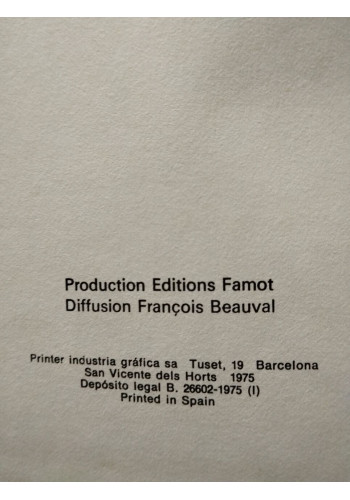 Production Editions Famot
Diffusion François Beauval
Printer industria gráfica sa Tuset, 19 Barcelona
San Vicente dels Horts 1975
Depósito legal B. 26602-1975 (I)
Printed in Spain